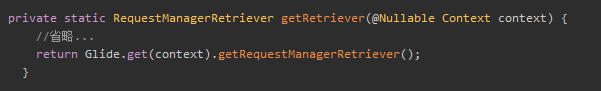 private static RequestManagerRetriever getRetriever(@Nullable Context context) {
//省略...
return Glide.get(context).getRequestManagerRetriever();
}